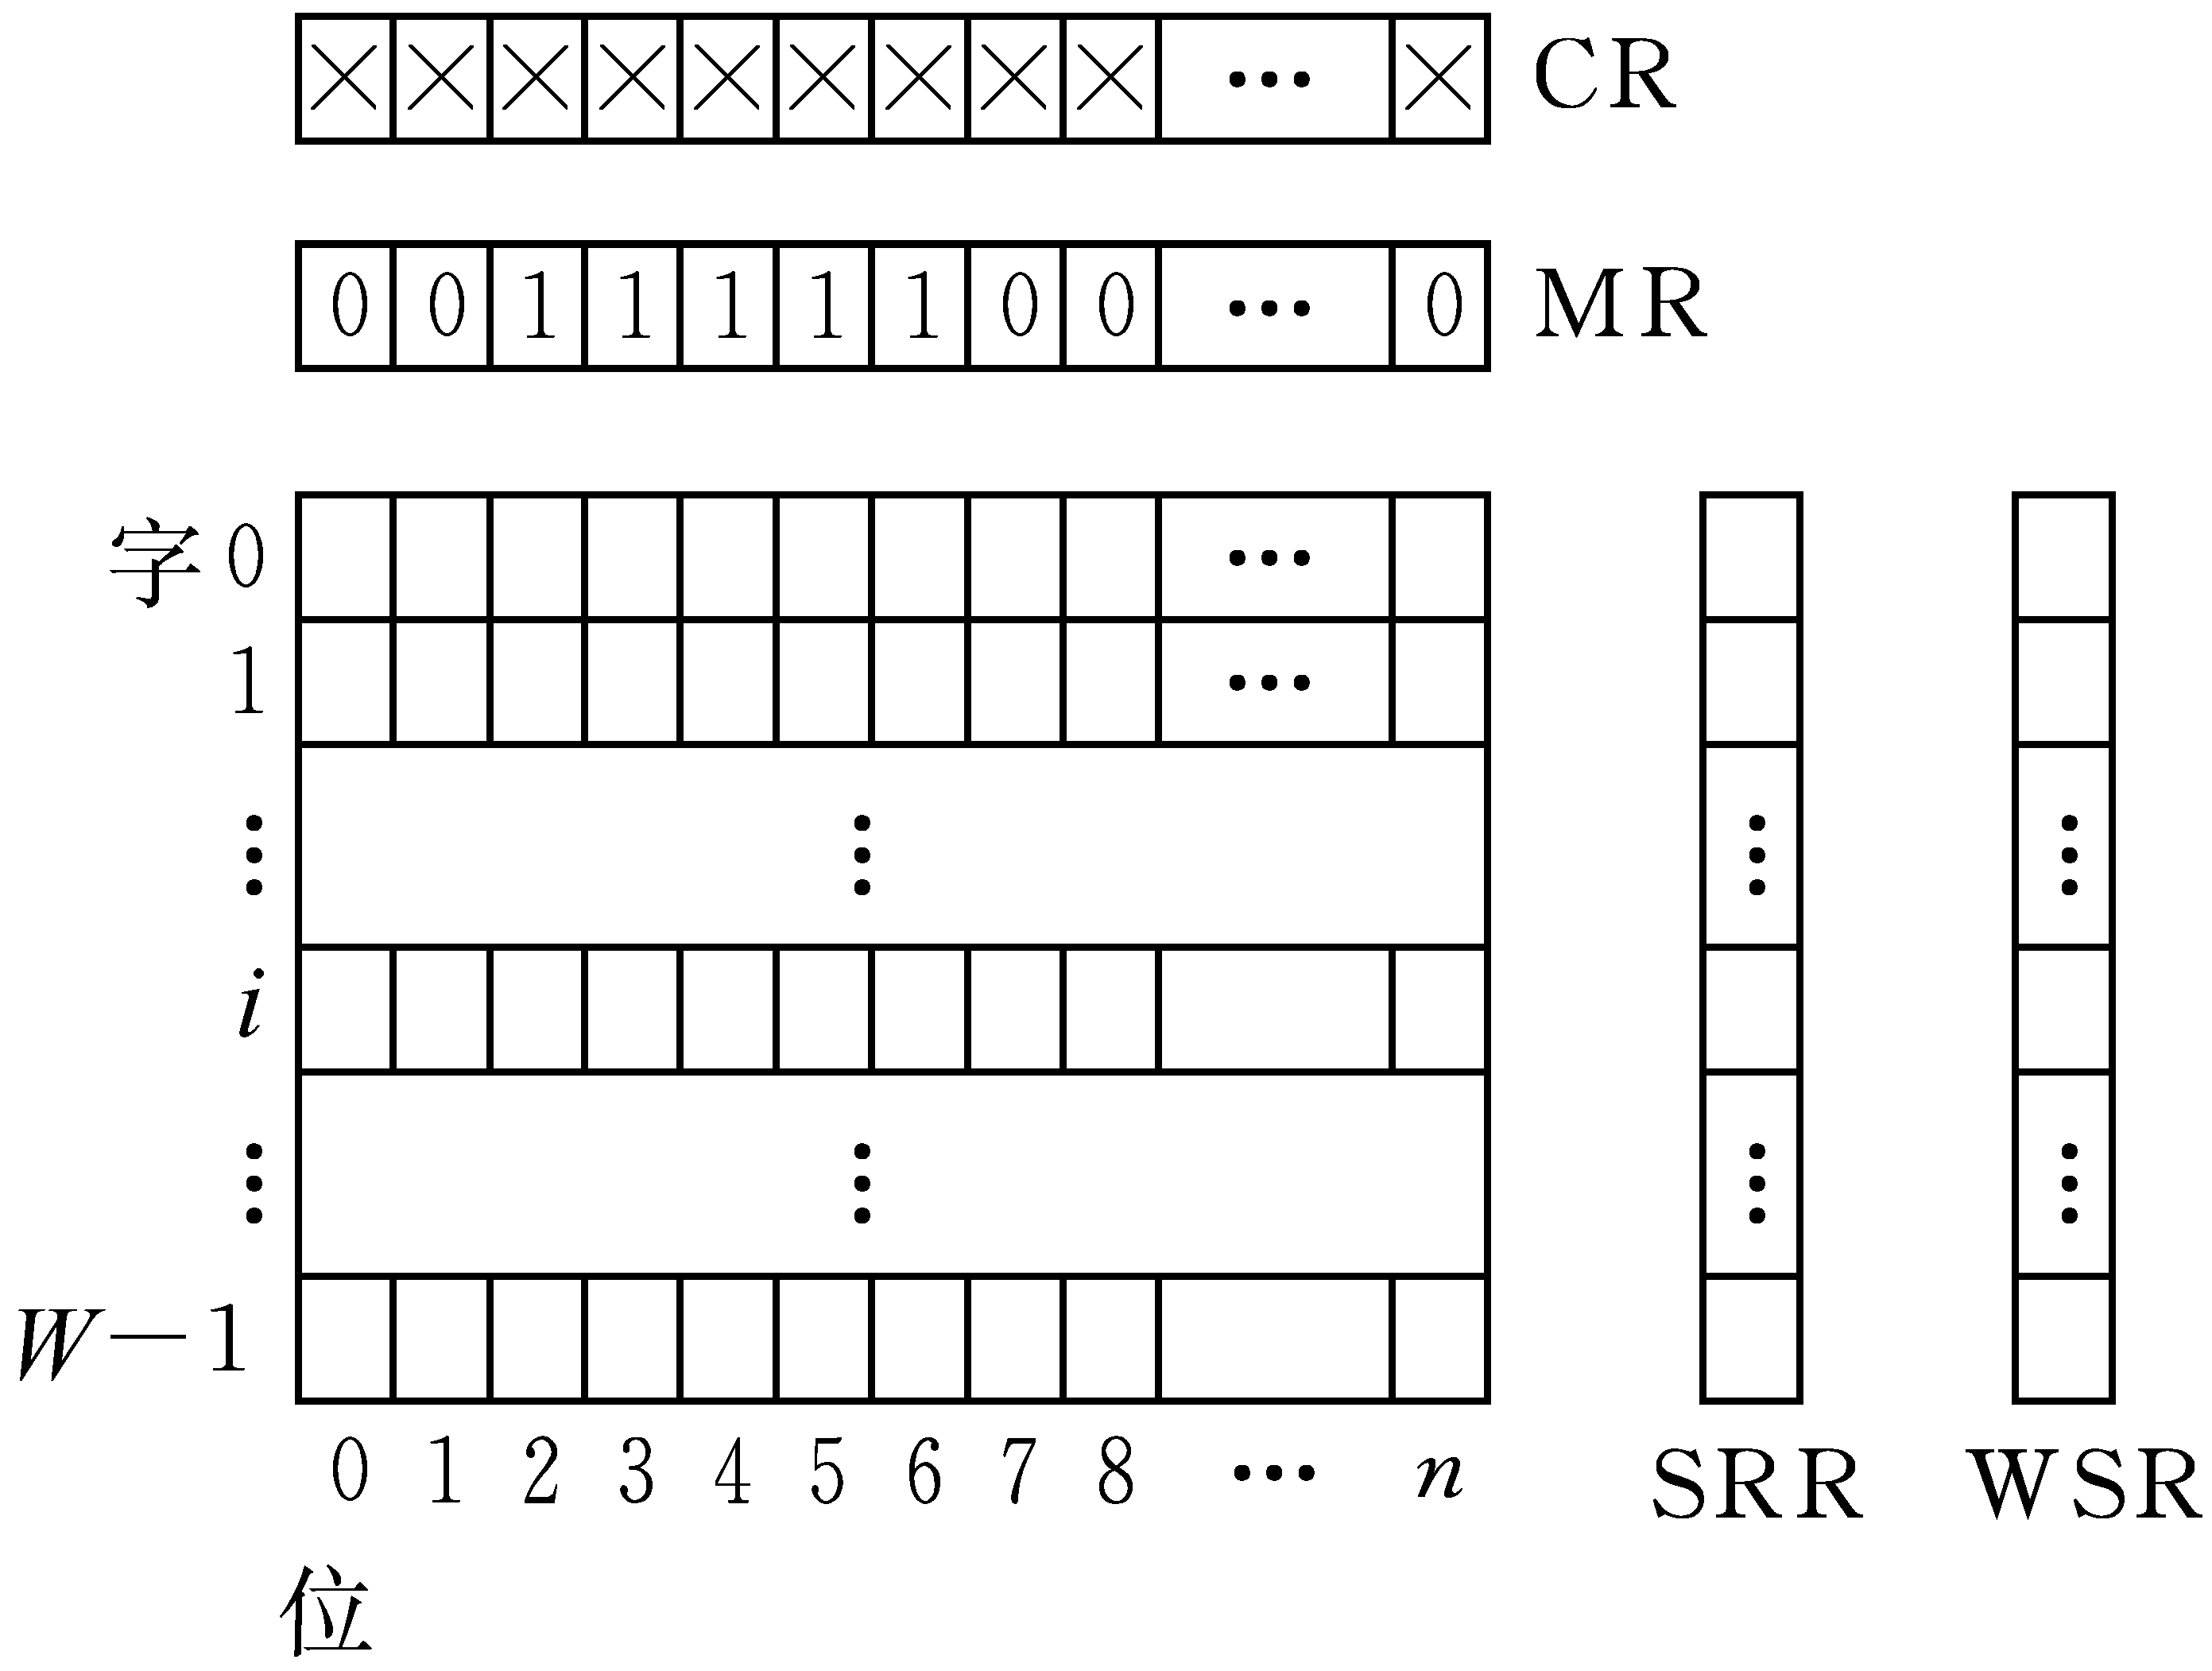 × × × × × × × × × ··· × CR
0 0 1 1 1 1 1 0 0 ··· 0 MR
字0 ···
1 ···
⋮ ⋮ ⋮ ⋮
i
⋮ ⋮ ⋮ ⋮
W－1
0 1 2 3 4 5 6 7 8 ··· n SRR WSR
位